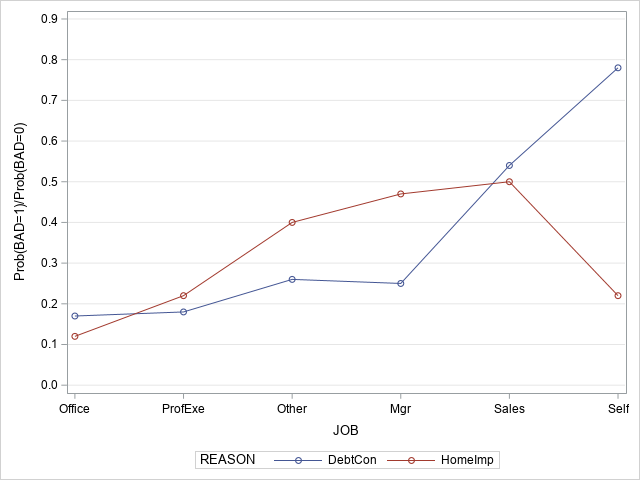 0.9
0.8
0.7
0.6
0.5
0.4
0.3
0.2
0.1
0.0
Prob(BAD=1)/Prob(BAD=0)
Office ProfExe Other Mgr Sales Self
JOB
REASON DebtCon HomeImp